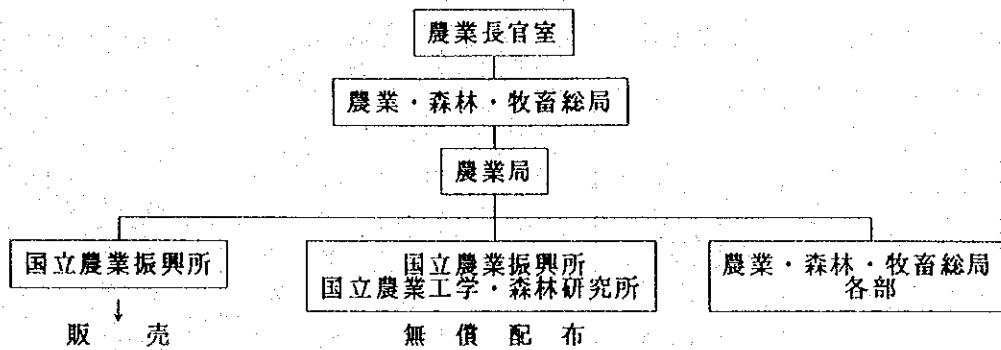 農業長官室
農業・森林・牧畜総局
農業局
国立農業振興所
国立農業振興所
国立農業工学・森林研究所
農業・森林・牧畜総局
各部
販売
無償配布